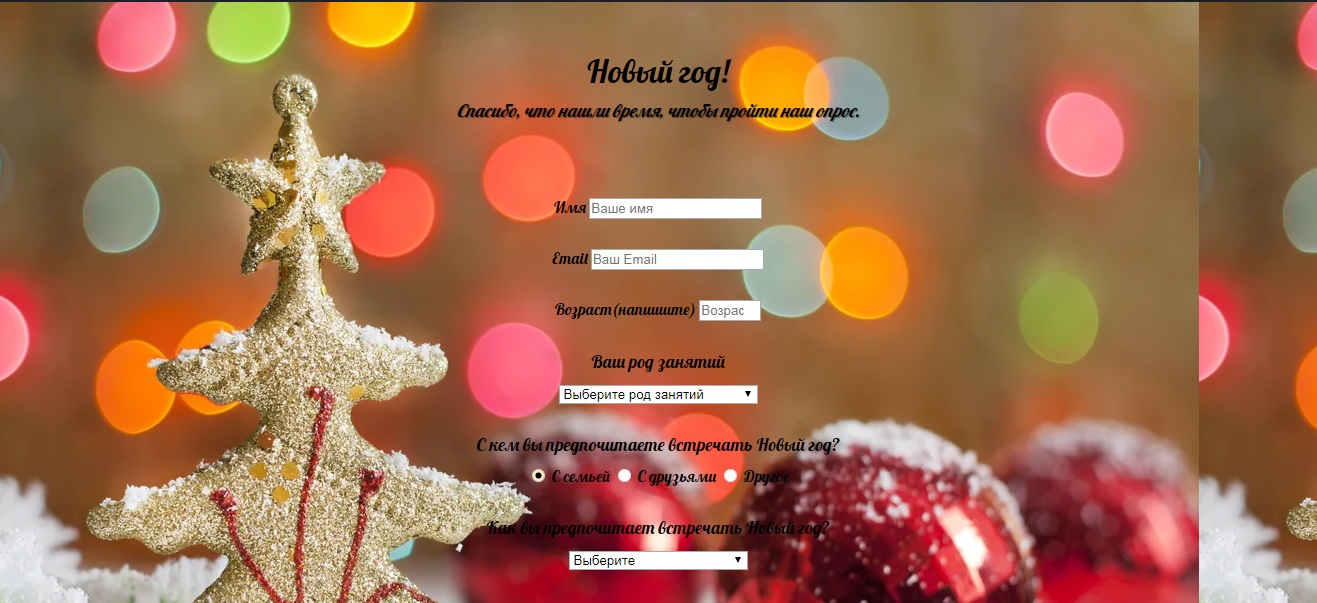 Новый год!
Спасибо, что нашли время, чтобы пройти наш опрос.
Имя Ваше имя
Email Ваш Email
Возраст(напишите) Возрас
Ваш род занятий
Выберите род занятий
С кем вы предпочитаете встречать Новый год?
С семьей С друзьями Другое
Как вы предпочитает встречать Новый год?
Выберите